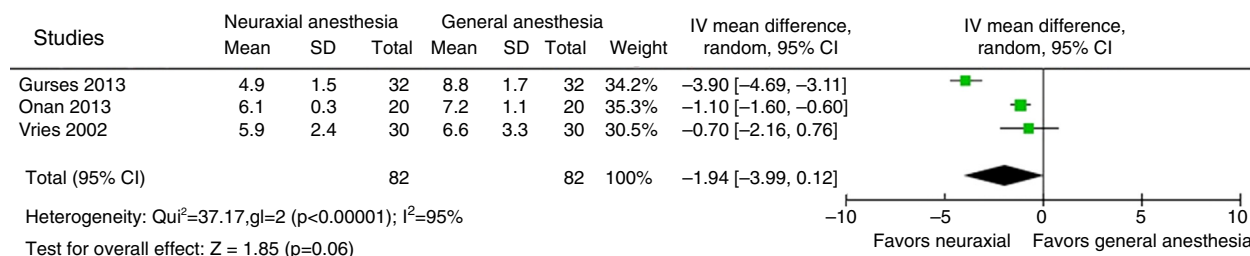 Neuraxial anesthesia General anesthesia IV mean difference, IV mean difference,
Studies Mean SD Total Mean SD Total Weight random, 95% CI random, 95% CI
Gurses 2013 4.9 1.5 32 8.8 1.7 32 34.2% –3.90 [–4.69, –3.11]
Onan 2013 6.1 0.3 20 7.2 1.1 20 35.3% –1.10 [–1.60, –0.60]
Vries 2002 5.9 2.4 30 6.6 3.3 30 30.5% –0.70 [–2.16, 0.76]
Total (95% CI) 82 82 100% –1.94 [–3.99, 0.12]
Heterogeneity: Qui²=37.17,gl=2 (p<0.00001); I²=95%
Test for overall effect: Z = 1.85 (p=0.06)
–10 –5 0 5 10
Favors neuraxial Favors general anesthesia